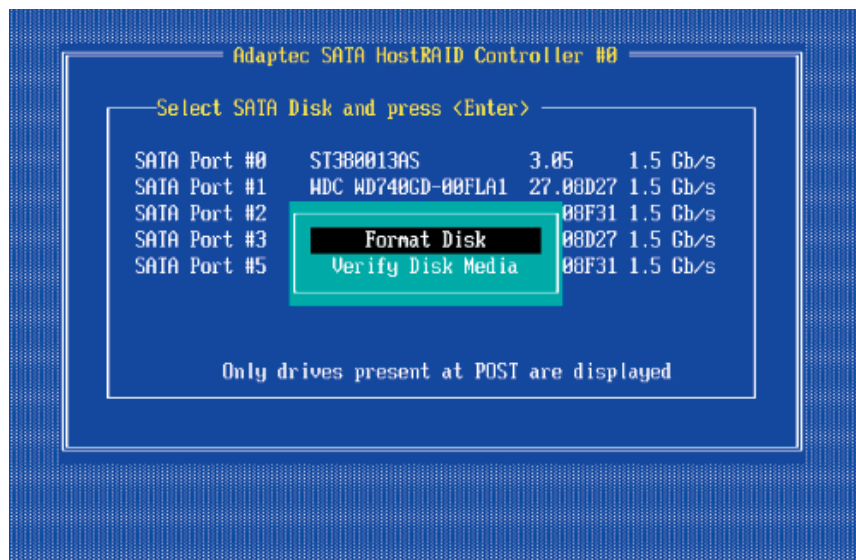 Adaptec SATA HostRAID Controller #0
Select SATA Disk and press <Enter>
SATA Port #0 ST380013AS 3.05 1.5 Gb/s
SATA Port #1 WDC WD740GD-00FLA1 27.08D27 1.5 Gb/s
SATA Port #2 08F31 1.5 Gb/s
SATA Port #3 Format Disk 08D27 1.5 Gb/s
SATA Port #5 Verify Disk Media 08F31 1.5 Gb/s
Only drives present at POST are displayed